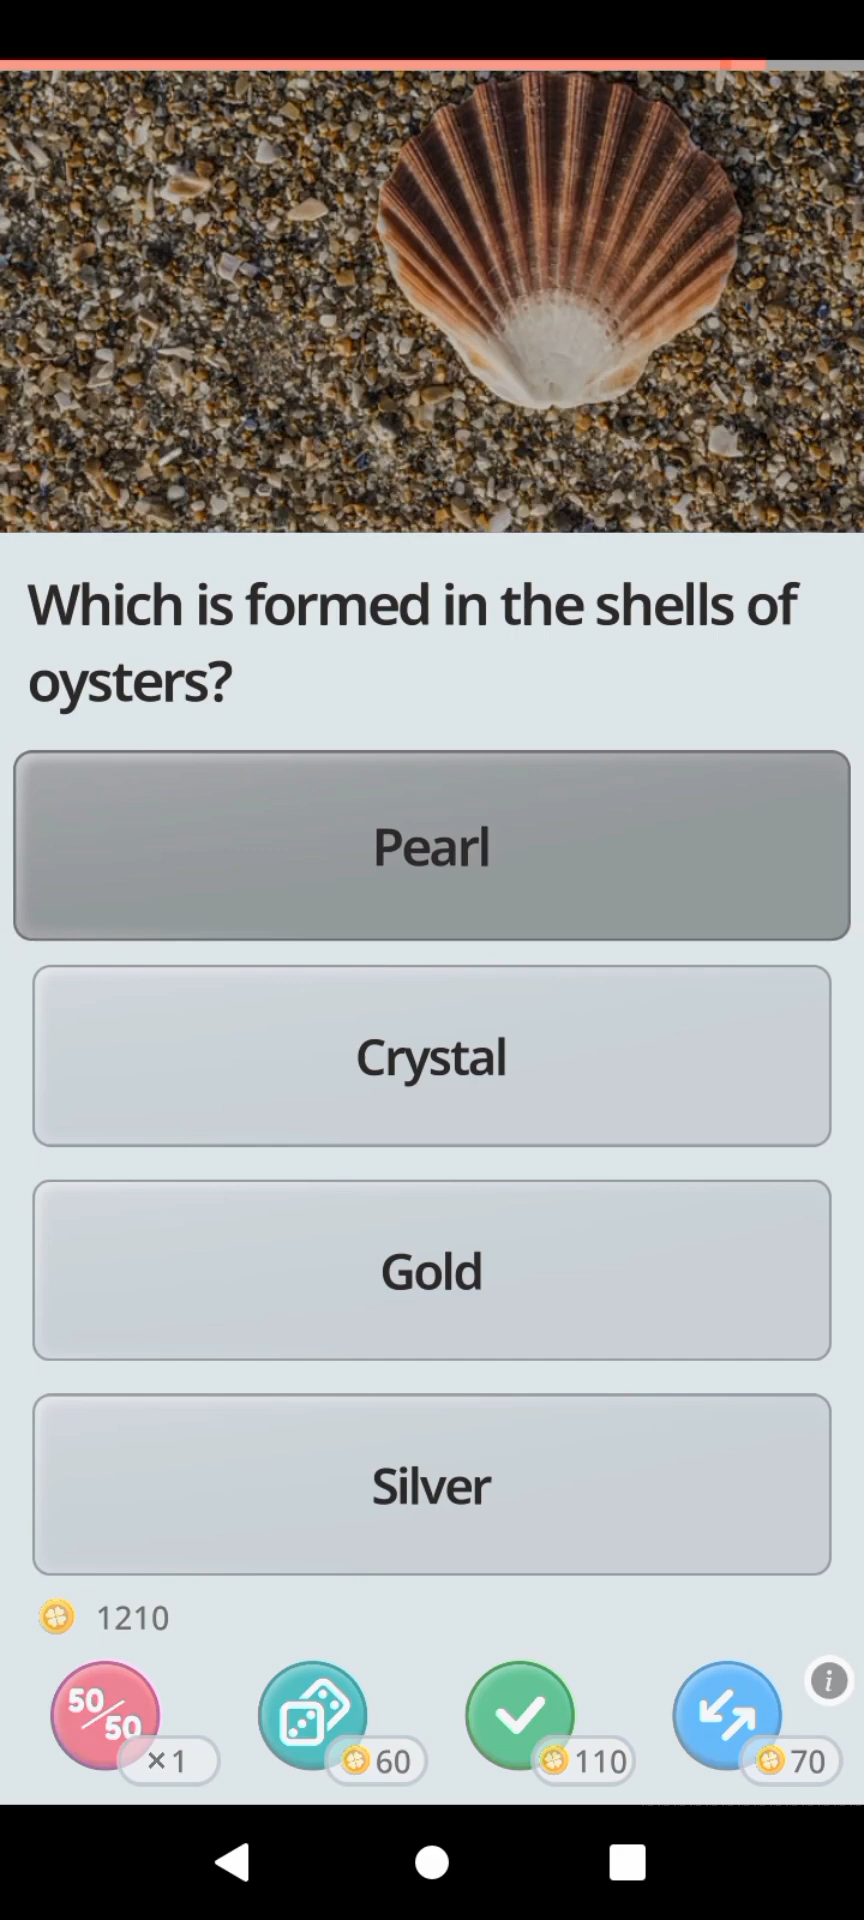 Which is formed in the shells of
oysters?
Pearl
Crystal
Gold
Silver
1210
50/50
×1
60
110
70
i